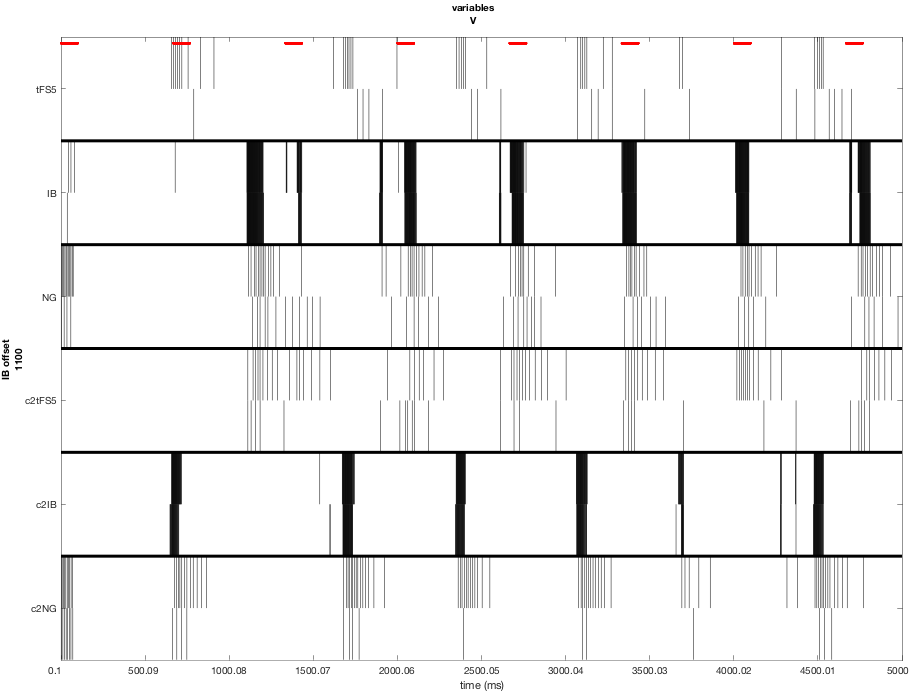 variables
V
tFS5
IB
NG
c2tFS5
c2IB
c2NG
IB offset
1100
0.1 500.09 1000.08 1500.07 2000.06 2500.05 3000.04 3500.03 4000.02 4500.01 5000
time (ms)